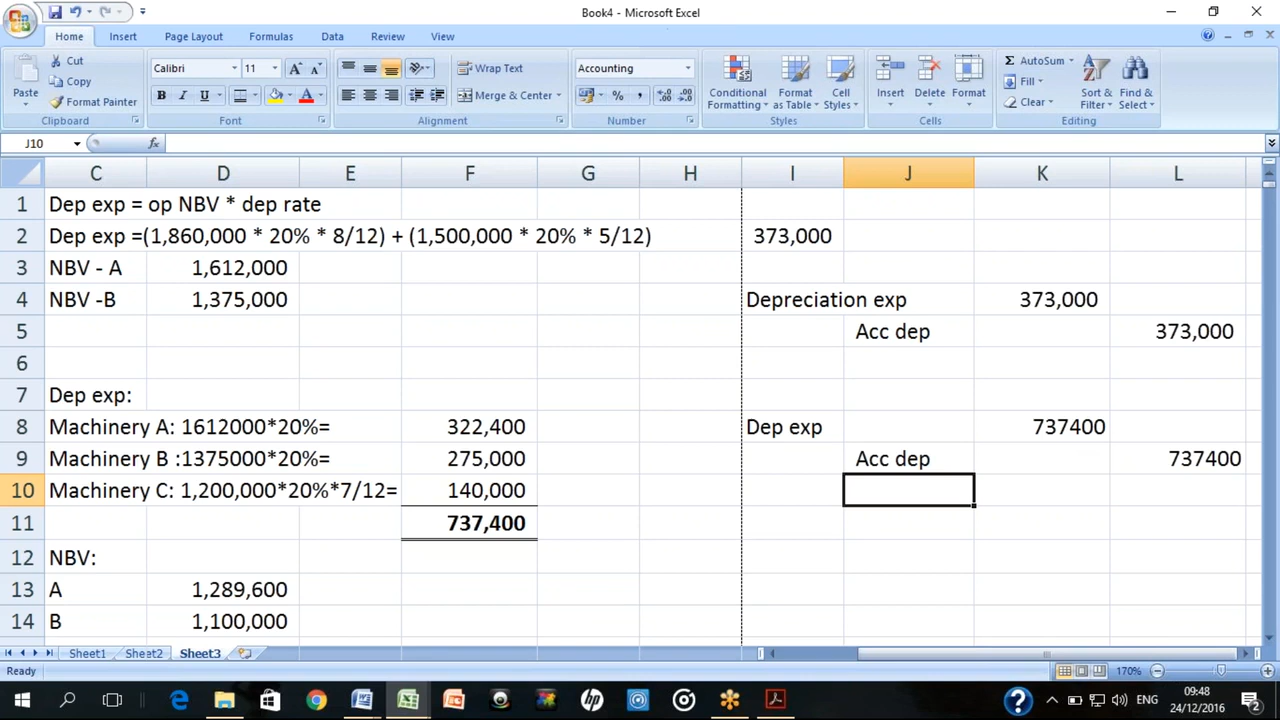 Book4 - Microsoft Excel
Home Insert Page Layout Formulas Data Review View
Paste
Cut
Copy
Format Painter
Clipboard
Calibri 11
B I U
Font
Wrap Text
Merge & Center
Alignment
Accounting
%
Number
Conditional Formatting
Format as Table
Cell Styles
Styles
Insert Delete Format
Cells
AutoSum
Fill
Clear
Sort & Filter
Find & Select
Editing
J10 fx
C D E F G H I J K L
1 Dep exp = op NBV * dep rate
2 Dep exp =(1,860,000 * 20% * 8/12) + (1,500,000 * 20% * 5/12) 373,000
3 NBV - A 1,612,000
4 NBV -B 1,375,000 Depreciation exp 373,000
5 Acc dep 373,000
6
7 Dep exp:
8 Machinery A: 1612000*20%= 322,400 Dep exp 737400
9 Machinery B :1375000*20%= 275,000 Acc dep 737400
10 Machinery C: 1,200,000*20%*7/12= 140,000
11 737,400
12 NBV:
13 A 1,289,600
14 B 1,100,000
Sheet1 Sheet2 Sheet3
Ready 170%
ENG
09:48
24/12/2016